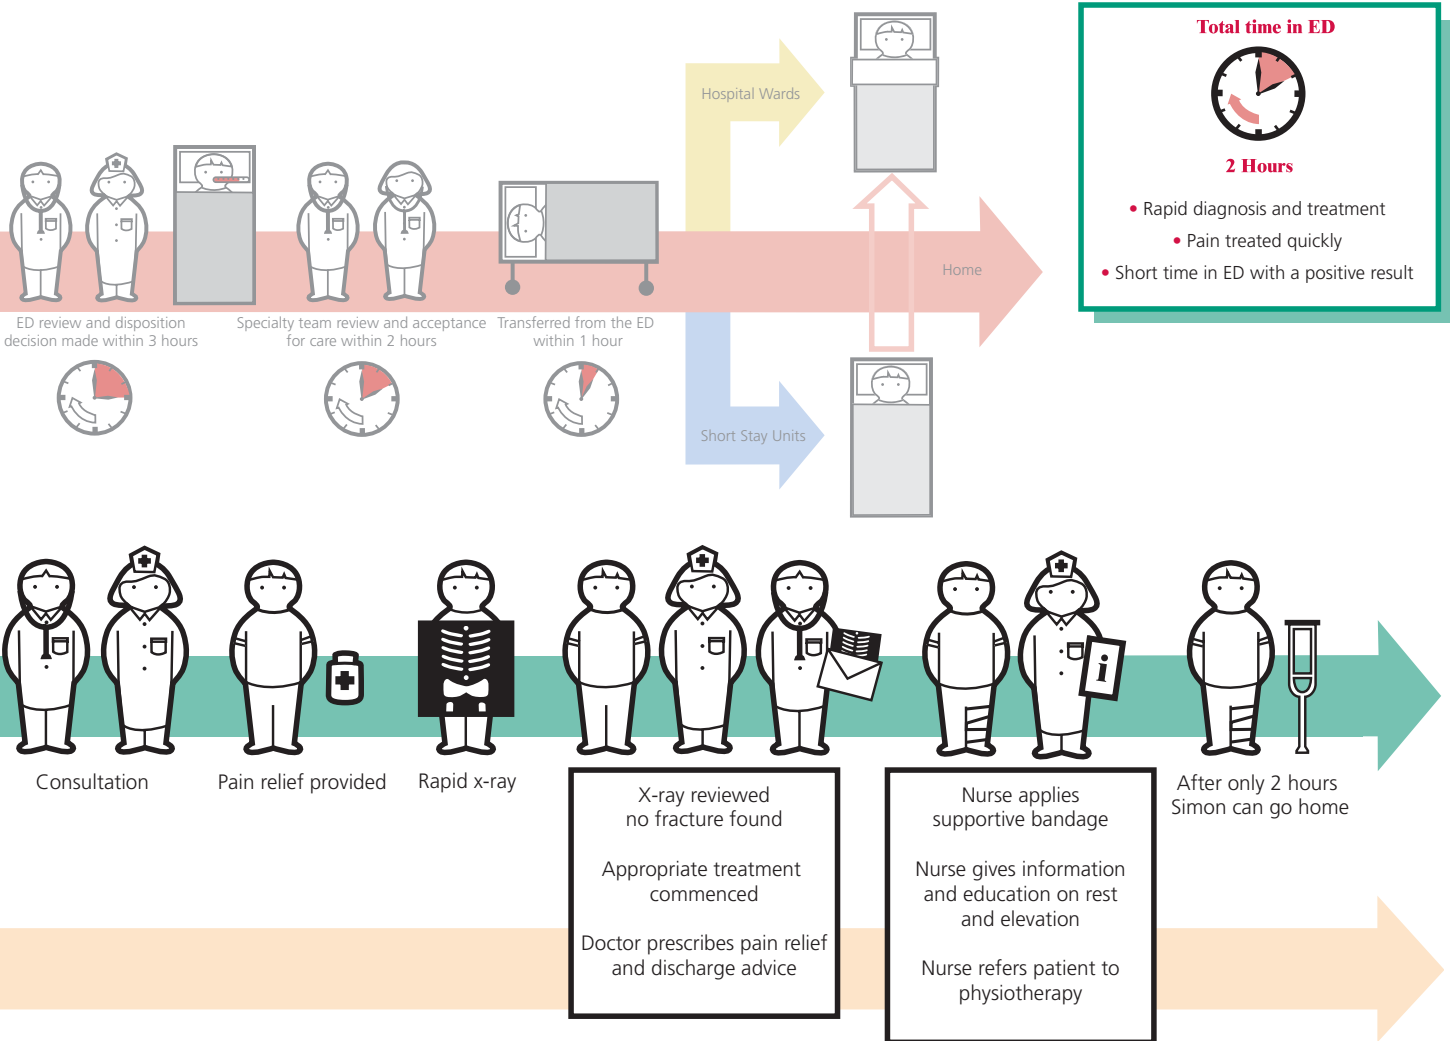 Total time in ED
2 Hours
• Rapid diagnosis and treatment
• Pain treated quickly
• Short time in ED with a positive result
Hospital Wards
Home
Short Stay Units
ED review and disposition
decision made within 3 hours
Specialty team review and acceptance
for care within 2 hours
Transferred from the ED
within 1 hour
i
Consultation
Pain relief provided
Rapid x-ray
X-ray reviewed
no fracture found
Appropriate treatment
commenced
Doctor prescribes pain relief
and discharge advice
Nurse applies
supportive bandage
Nurse gives information
and education on rest
and elevation
Nurse refers patient to
physiotherapy
After only 2 hours
Simon can go home